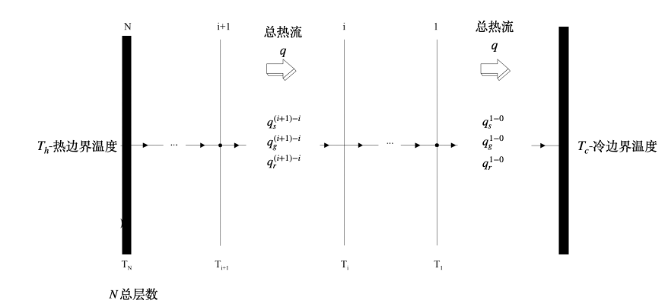 N i+1 总热流 i 1 总热流
q q
q_s^{(i+1)-i} q_s^{1-0}
q_g^{(i+1)-i} q_g^{1-0}
T_h-热边界温度 ... ... T_c-冷边界温度
q_r^{(i+1)-i} q_r^{1-0}
T_N T_{i+1} T_i T_1
N总层数